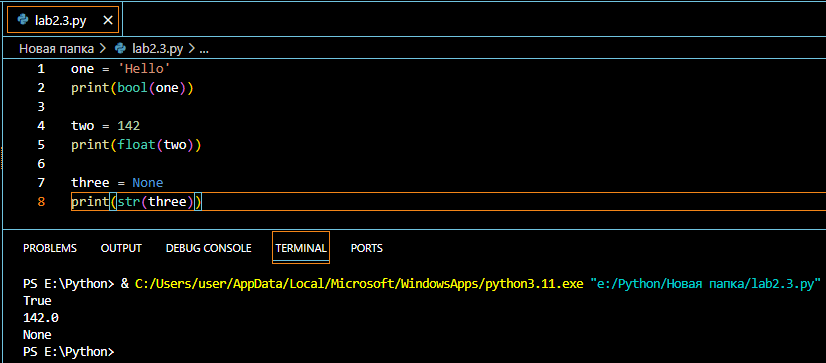 lab2.3.py ×
Новая папка > lab2.3.py > ...
1 one = 'Hello'
2 print(bool(one))
3
4 two = 142
5 print(float(two))
6
7 three = None
8 print(str(three))
PROBLEMS OUTPUT DEBUG CONSOLE TERMINAL PORTS
PS E:\Python> & C:/Users/user/AppData/Local/Microsoft/WindowsApps/python3.11.exe "e:/Python/Новая папка/lab2.3.py"
True
142.0
None
PS E:\Python>